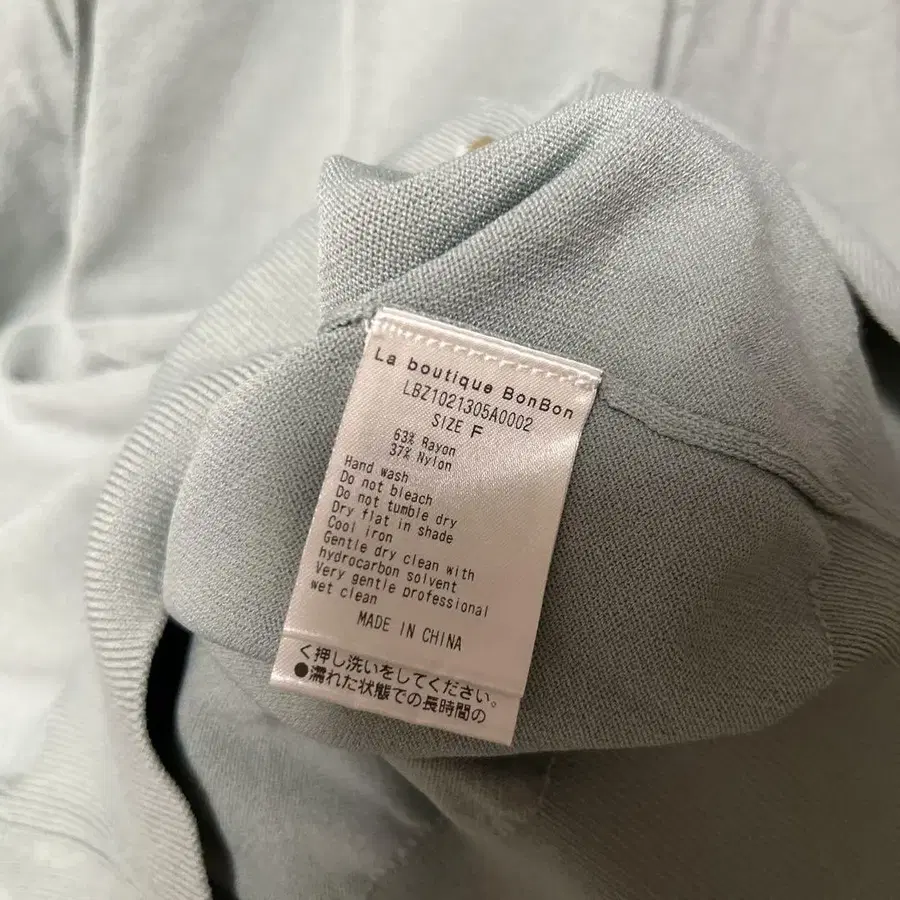 La boutique BonBon
LBZ1021305A0002
SIZE F
63% Rayon
37% Nylon
Hand wash
Do not bleach
Do not tumble dry
Dry flat in shade
Cool iron
Gentle dry clean with
hydrocarbon solvent
Very gentle professional
wet clean
MADE IN CHINA
く押し洗いをしてください。
●濡れた状態での長時間の